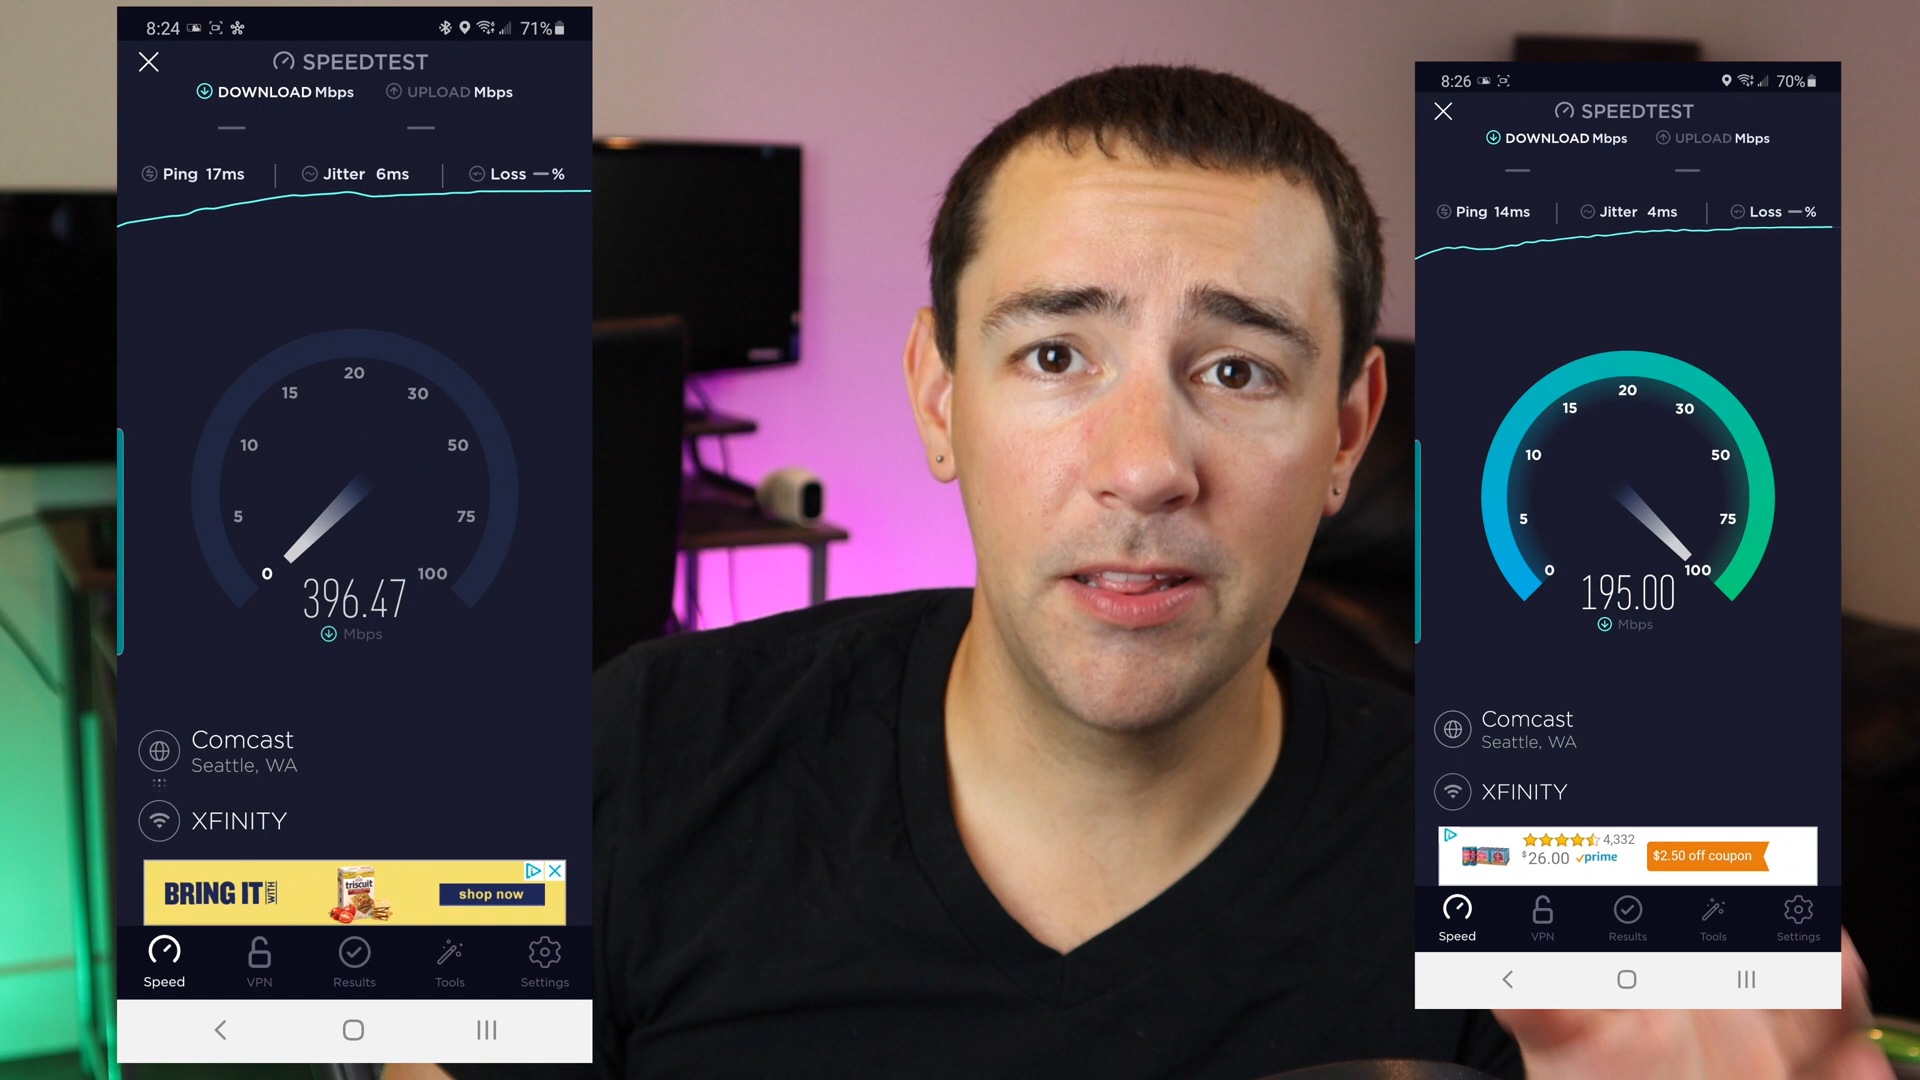 8:24 71%
SPEEDTEST
DOWNLOAD Mbps UPLOAD Mbps
Ping 17ms Jitter 6ms Loss — %
20
15 30
10 50
5 75
0 100
396.47
Mbps
Comcast
Seattle, WA
XFINITY
BRING IT WITH triscuit shop now
Speed VPN Results Tools Settings
8:26 70%
SPEEDTEST
DOWNLOAD Mbps UPLOAD Mbps
Ping 14ms Jitter 4ms Loss — %
20
15 30
10 50
5 75
0 100
195.00
Mbps
Comcast
Seattle, WA
XFINITY
4,332
$26.00 prime $2.50 off coupon
Speed VPN Results Tools Settings